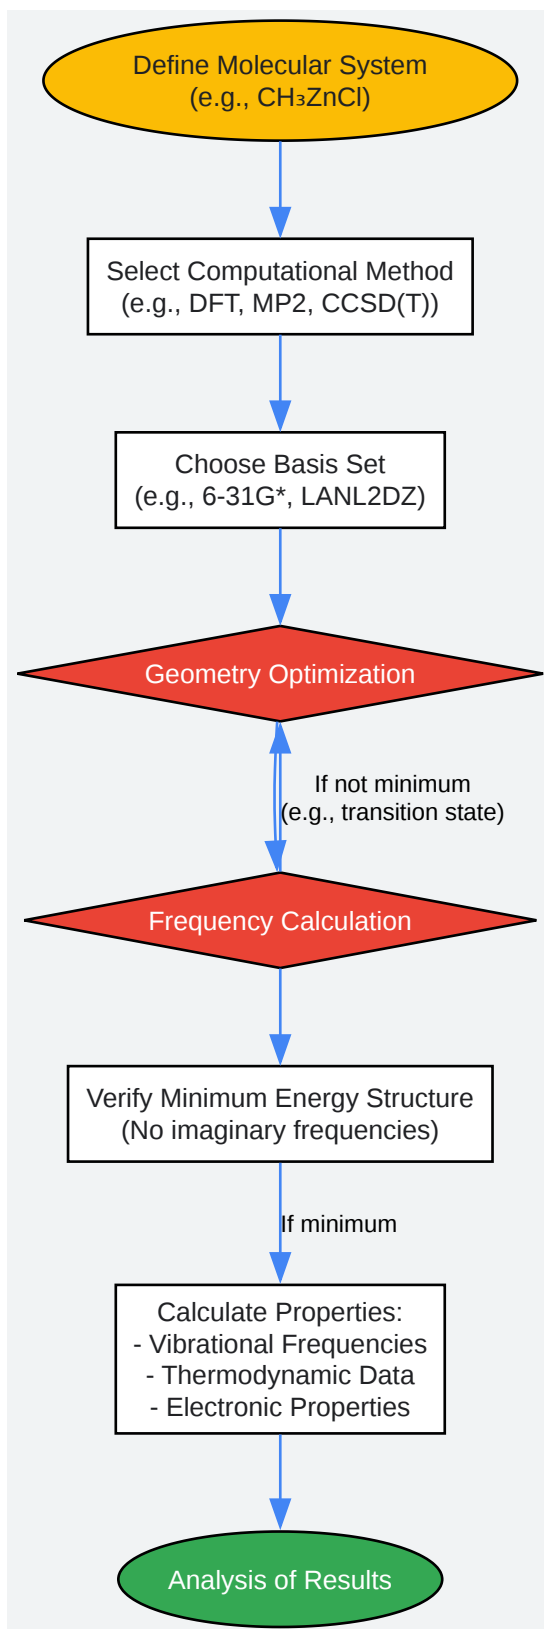 Define Molecular System
(e.g., CH₃ZnCl)
Select Computational Method
(e.g., DFT, MP2, CCSD(T))
Choose Basis Set
(e.g., 6-31G*, LANL2DZ)
Geometry Optimization
If not minimum
(e.g., transition state)
Frequency Calculation
Verify Minimum Energy Structure
(No imaginary frequencies)
If minimum
Calculate Properties:
- Vibrational Frequencies
- Thermodynamic Data
- Electronic Properties
Analysis of Results